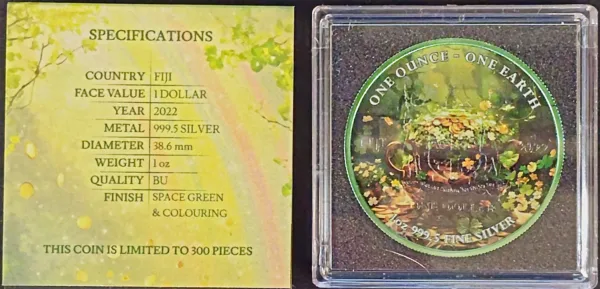 SPECIFICATIONS
COUNTRY FIJI
FACE VALUE 1 DOLLAR
YEAR 2022
METAL 999.5 SILVER
DIAMETER 38.6 mm
WEIGHT 1 oz
QUALITY BU
FINISH SPACE GREEN
& COLOURING
THIS COIN IS LIMITED TO 300 PIECES
ONE OUNCE - ONE EARTH
1 oz 999.5 FINE SILVER